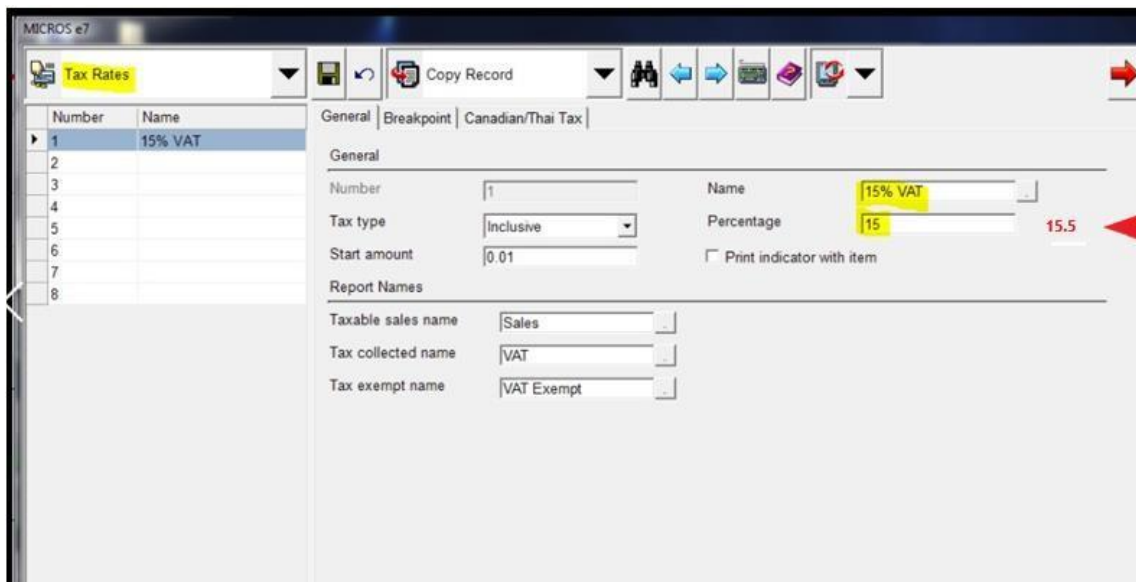 MICROS e7
Tax Rates
Copy Record
Number Name
1 15% VAT
2
3
4
5
6
7
8
General Breakpoint Canadian/Thai Tax
General
Number 1 Name 15% VAT .
Tax type Inclusive Percentage 15 15.5
Start amount 0.01 Print indicator with item
Report Names
Taxable sales name Sales .
Tax collected name VAT .
Tax exempt name VAT Exempt .